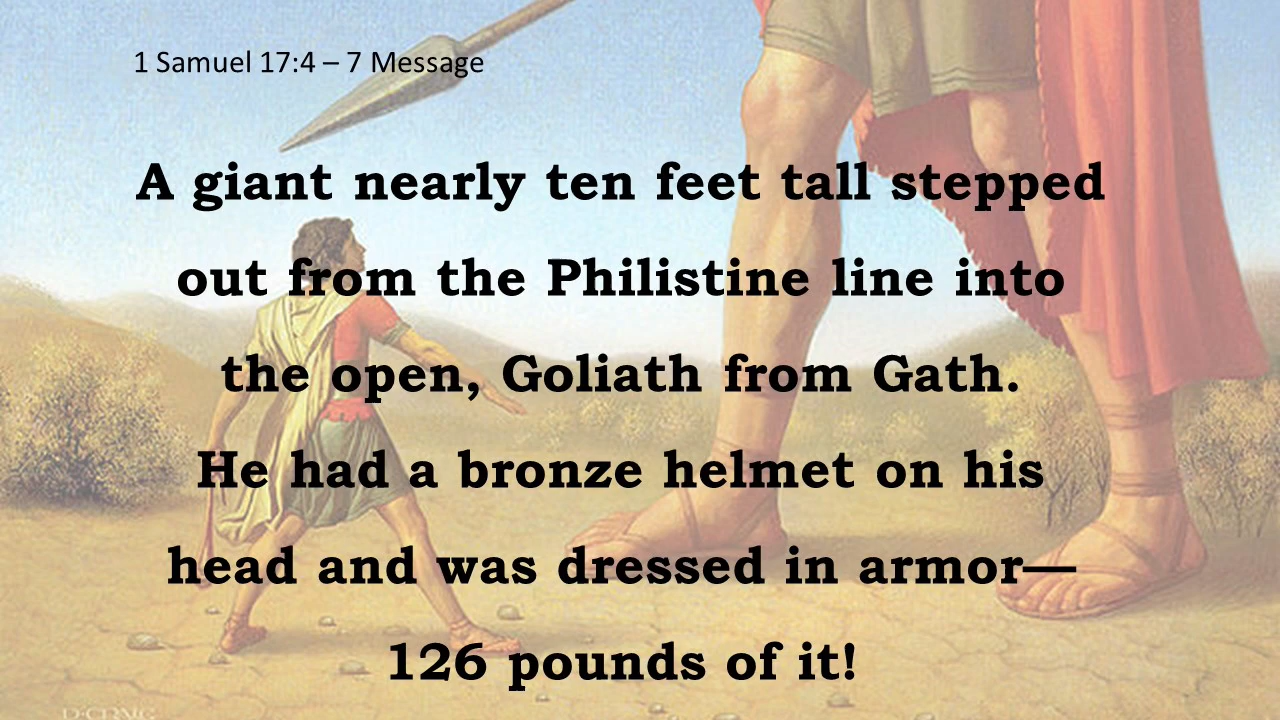 1 Samuel 17:4 – 7 Message
A giant nearly ten feet tall stepped
out from the Philistine line into
the open, Goliath from Gath.
He had a bronze helmet on his
head and was dressed in armor—
126 pounds of it!